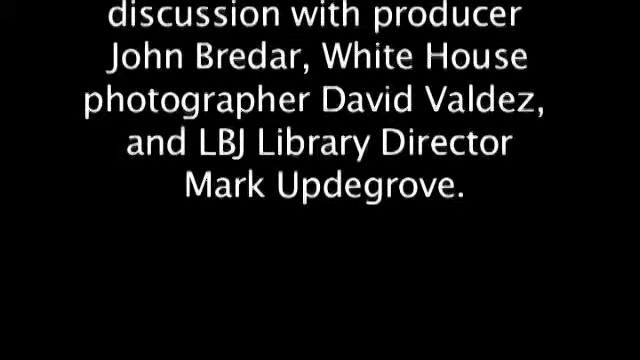 discussion with producer
John Bredar, White House
photographer David Valdez,
and LBJ Library Director
Mark Updegrove.